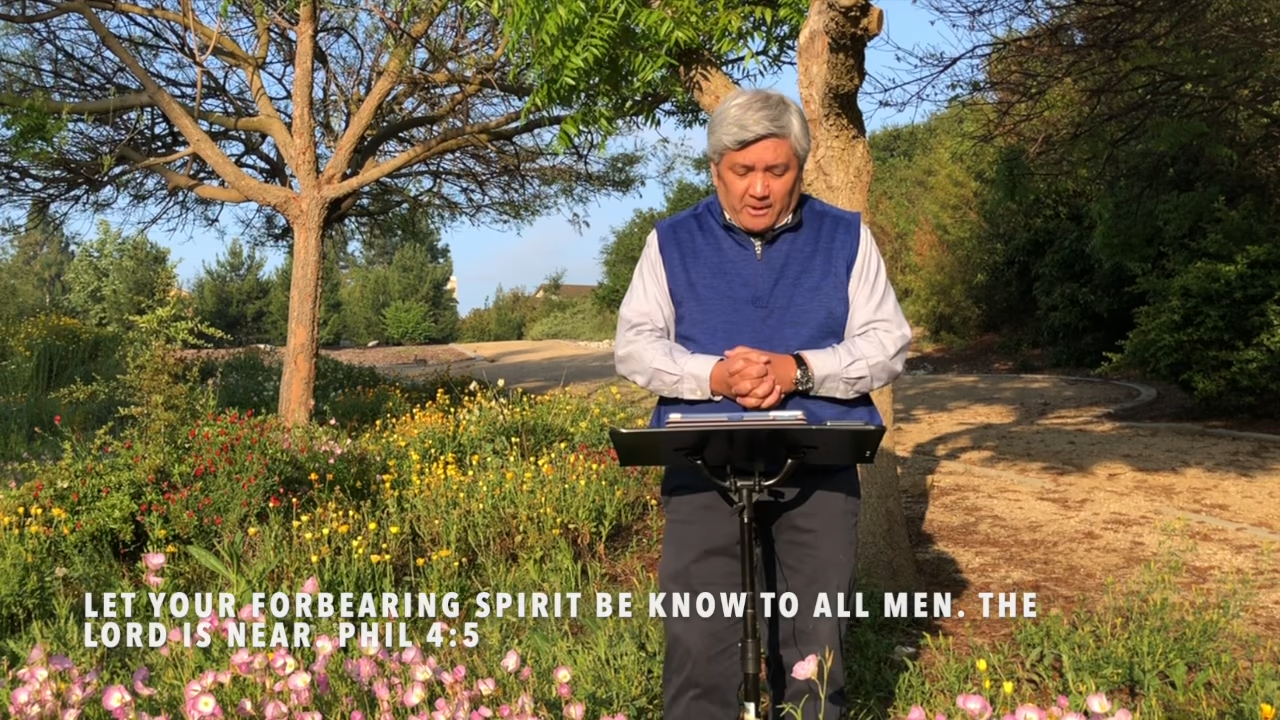 LET YOUR FORBEARING SPIRIT BE KNOW TO ALL MEN. THE
LORD IS NEAR. PHIL 4:5